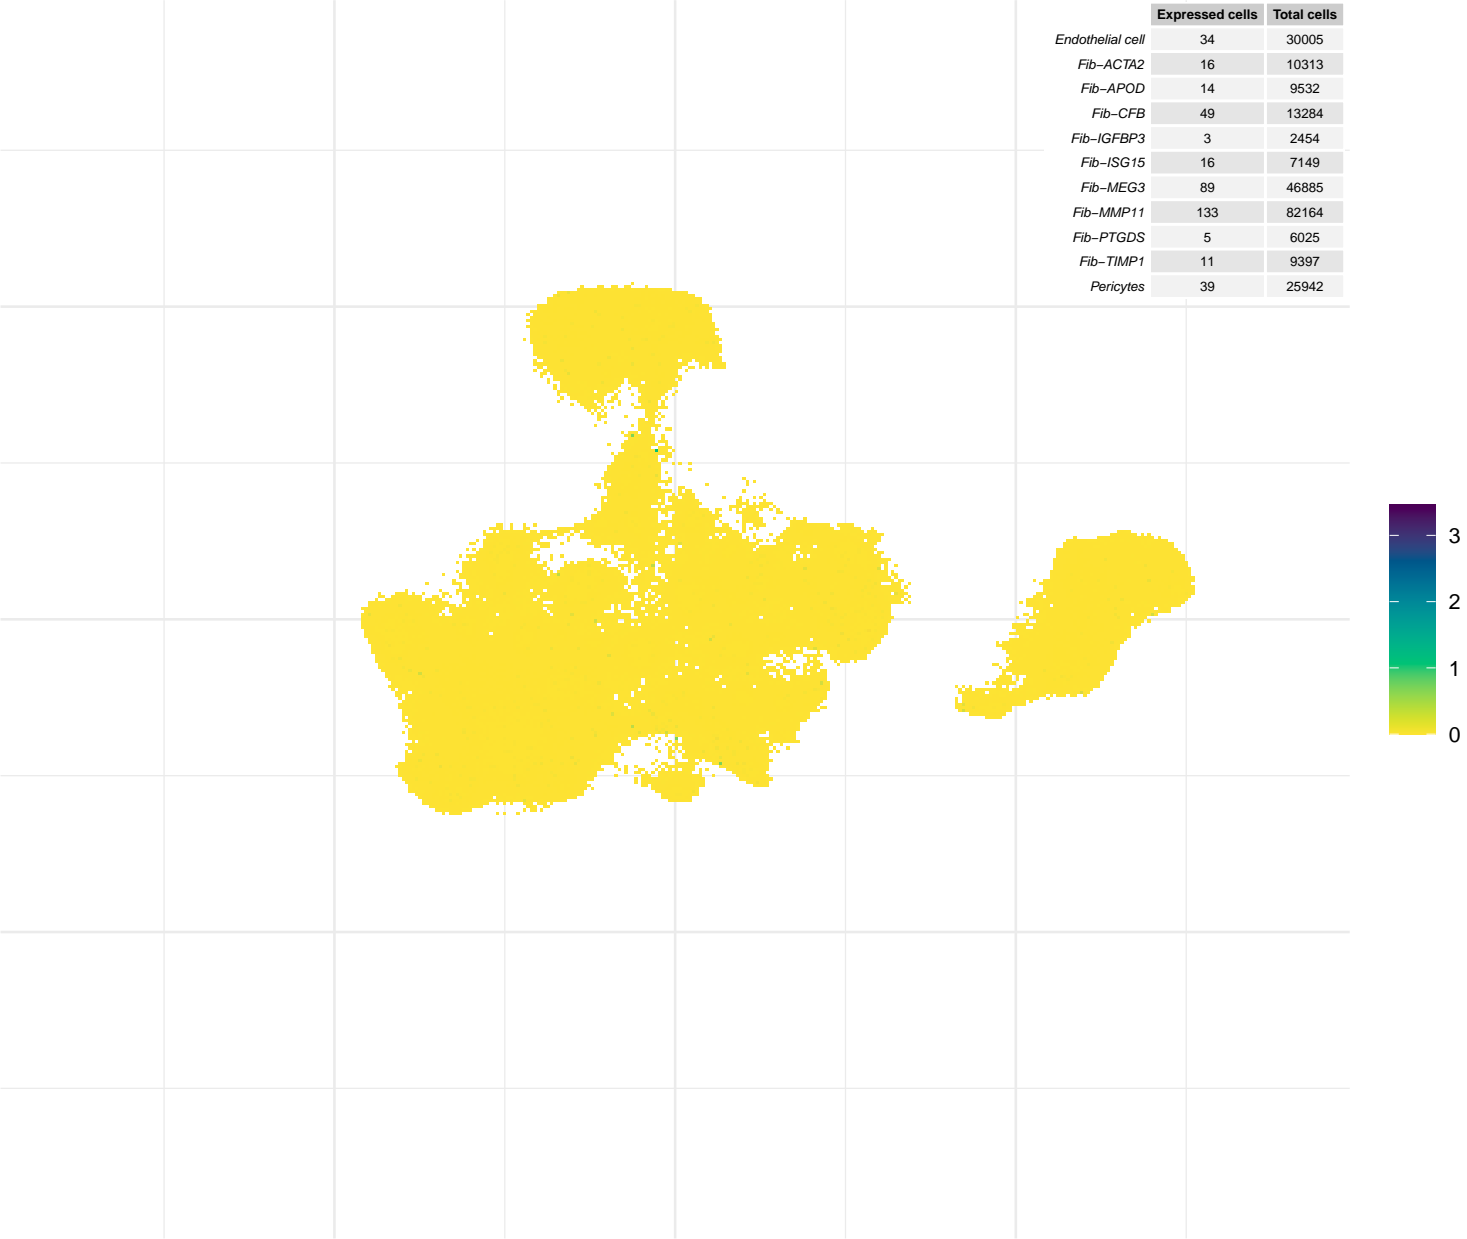 Expressed cells Total cells
Endothelial cell 34 30005
Fib−ACTA2 16 10313
Fib−APOD 14 9532
Fib−CFB 49 13284
Fib−IGFBP3 3 2454
Fib−ISG15 16 7149
Fib−MEG3 89 46885
Fib−MMP11 133 82164
Fib−PTGDS 5 6025
Fib−TIMP1 11 9397
Pericytes 39 25942
3
2
1
0